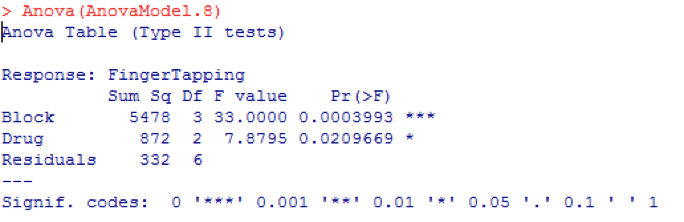 > Anova(AnovaModel.8)
Anova Table (Type II tests)
Response: FingerTapping
Sum Sq Df F value Pr(>F)
Block 5478 3 33.0000 0.0003993 ***
Drug 872 2 7.8795 0.0209669 *
Residuals 332 6
---
Signif. codes: 0 '***' 0.001 '**' 0.01 '*' 0.05 '.' 0.1 ' ' 1